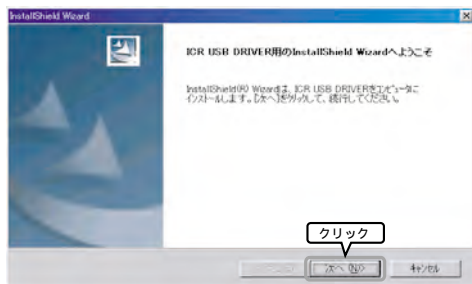 InstallShield Wizard
ICR USB DRIVER用のInstallShield Wizardへようこそ
InstallShield(R) Wizardは、ICR USB DRIVERをコンピュータに
インストールします。[次へ]をクリックして、続行してください。
クリック
次へ(N)>
キャンセル